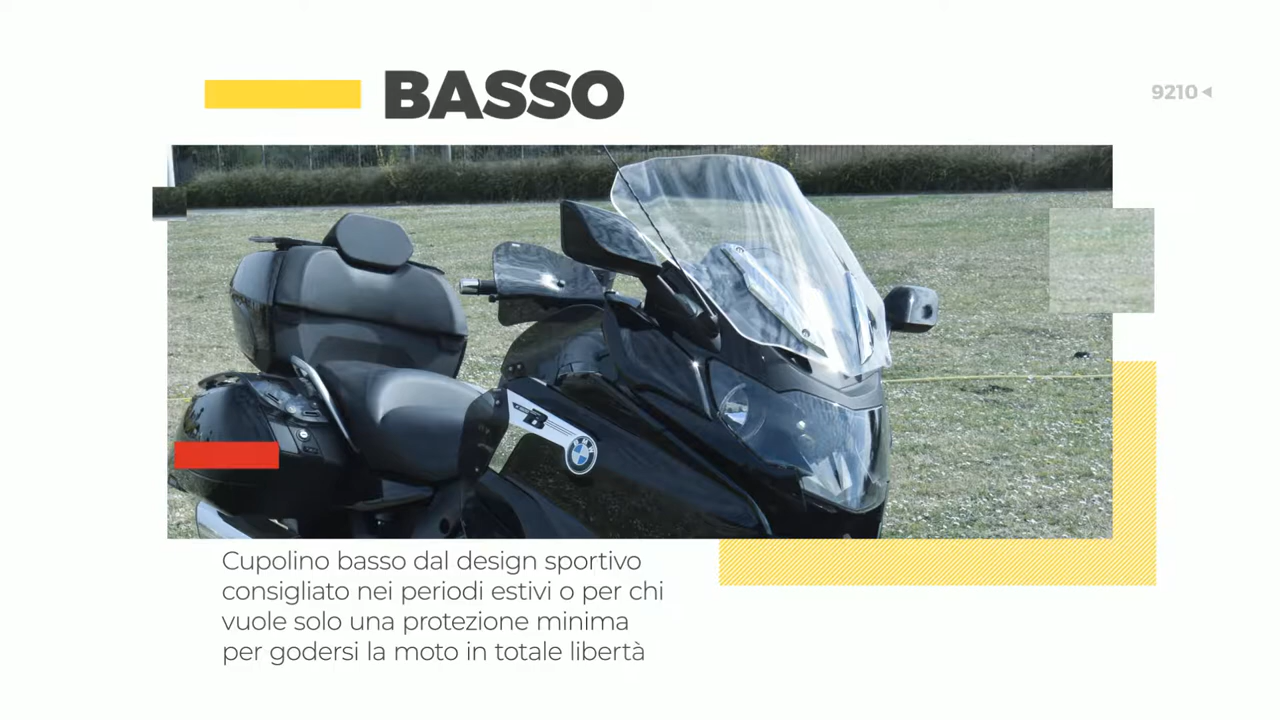 BASSO
9210
B
BMW
Cupolino basso dal design sportivo
consigliato nei periodi estivi o per chi
vuole solo una protezione minima
per godersi la moto in totale libertà